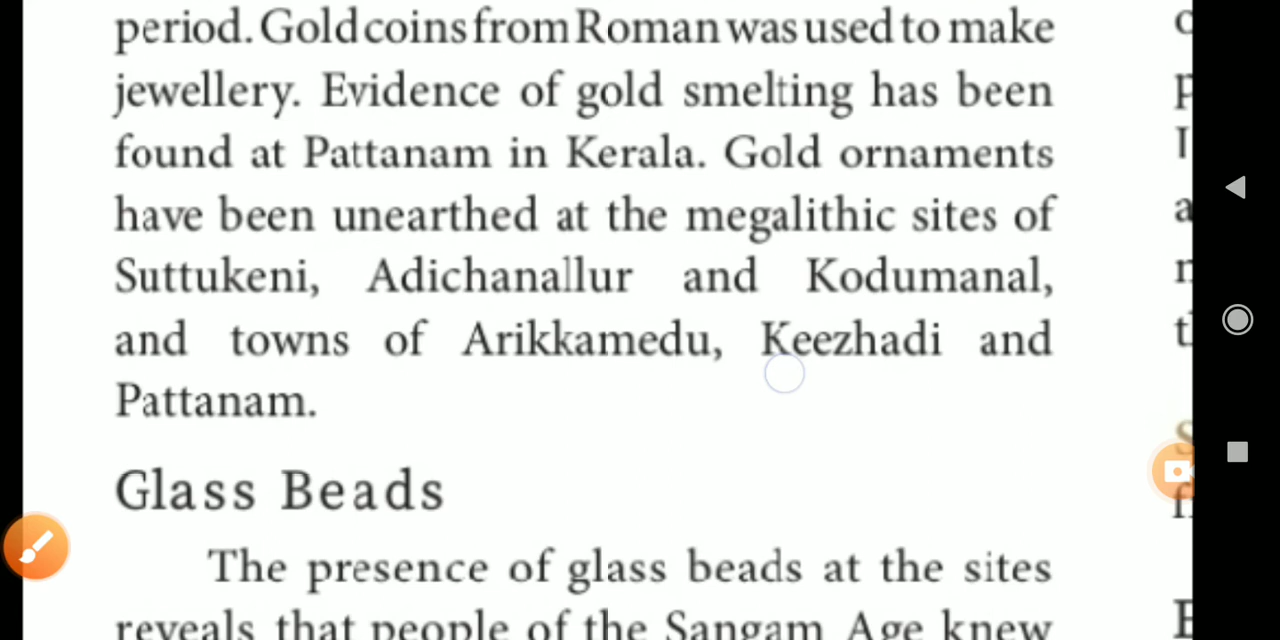 period. Gold coins from Roman was used to make
jewellery. Evidence of gold smelting has been
found at Pattanam in Kerala. Gold ornaments
have been unearthed at the megalithic sites of
Suttukeni, Adichanallur and Kodumanal,
and towns of Arikkamedu, Keezhadi and
Pattanam.
Glass Beads
The presence of glass beads at the sites
reveals that people of the Sangam Age knew